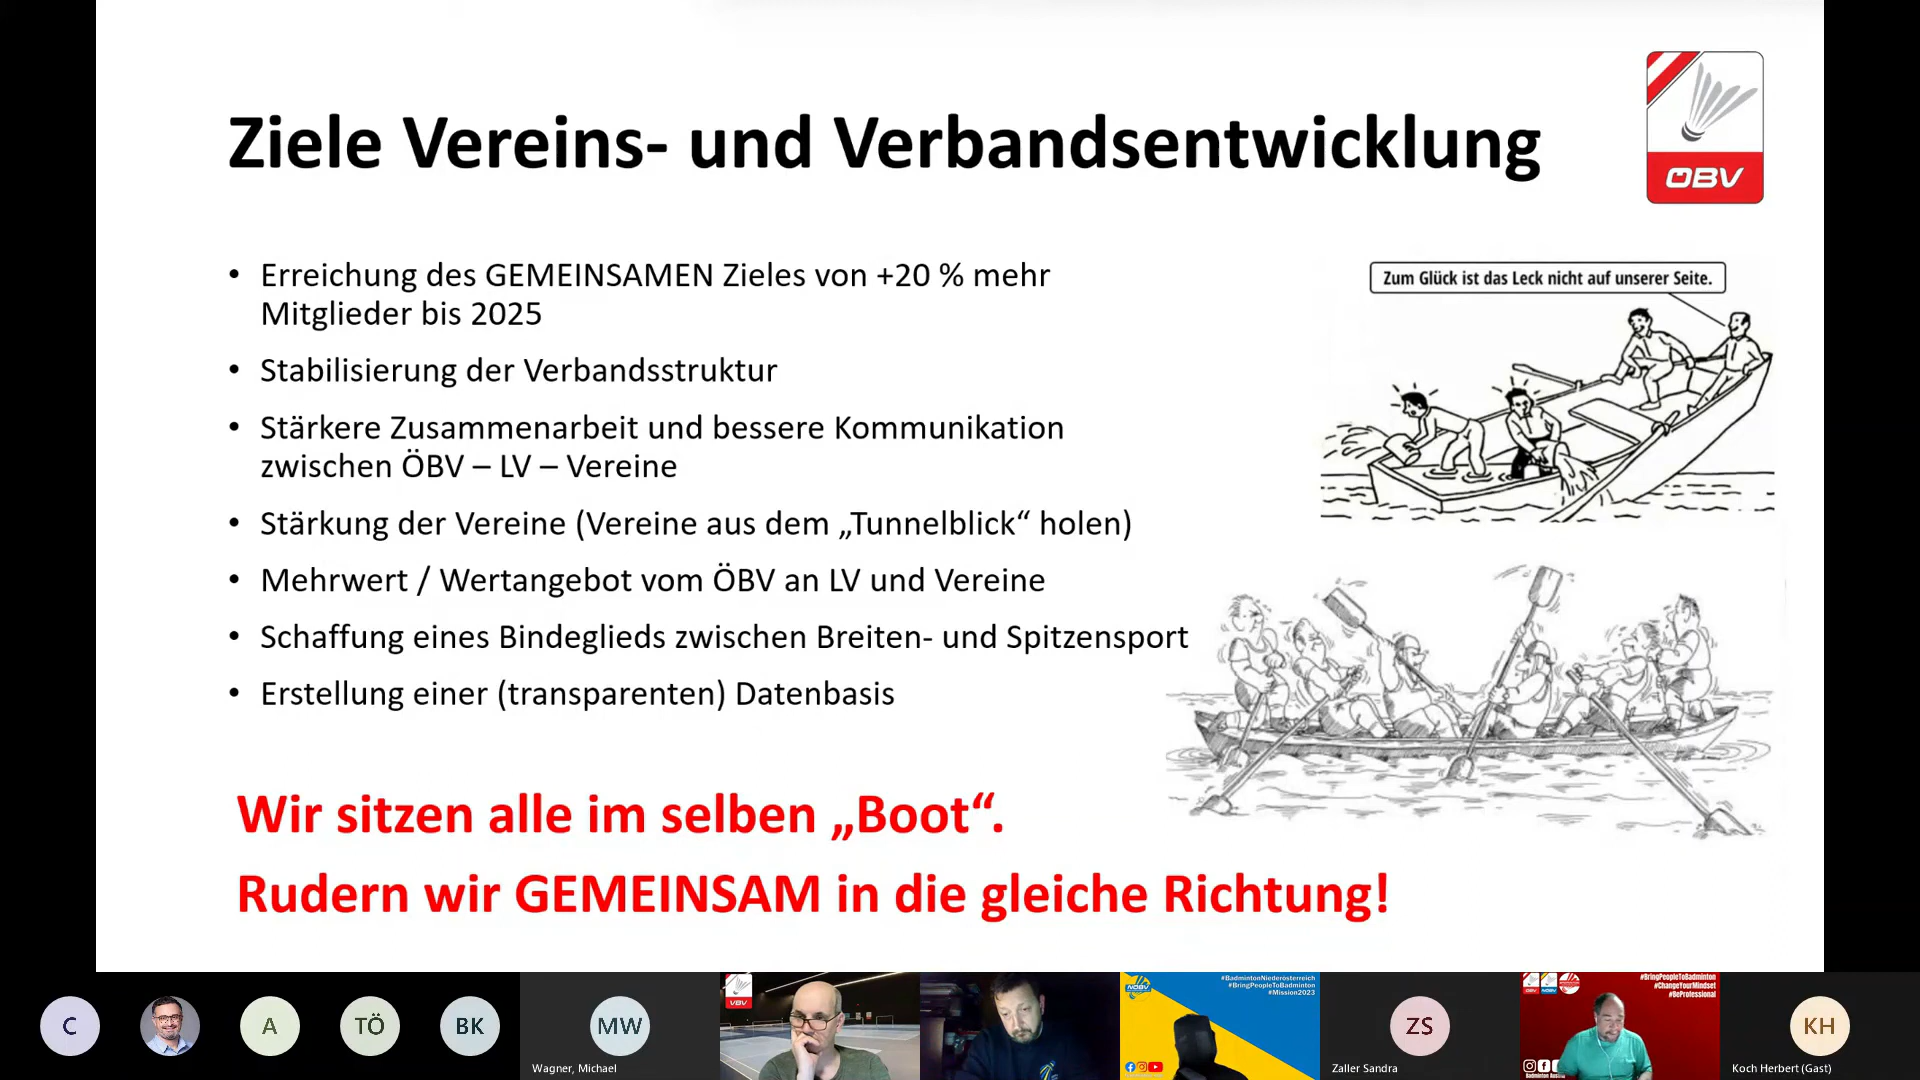 Ziele Vereins- und Verbandsentwicklung
ÖBV
• Erreichung des GEMEINSAMEN Zieles von +20 % mehr
Mitglieder bis 2025
• Stabilisierung der Verbandsstruktur
• Stärkere Zusammenarbeit und bessere Kommunikation
zwischen ÖBV – LV – Vereine
• Stärkung der Vereine (Vereine aus dem „Tunnelblick“ holen)
• Mehrwert / Wertangebot vom ÖBV an LV und Vereine
• Schaffung eines Bindeglieds zwischen Breiten- und Spitzensport
• Erstellung einer (transparenten) Datenbasis
Zum Glück ist das Leck nicht auf unserer Seite.
Wir sitzen alle im selben „Boot“.
Rudern wir GEMEINSAM in die gleiche Richtung!
C
A
TÖ
BK
MW
Wagner, Michael
VBV
NÖBV
#BadmintonNiederösterreich
#BringPeopleToBadminton
#Mission2023
ZS
Zaller Sandra
#BringPeopleToBadminton
#ChangeYourMindset
#BeProfessional
KH
Koch Herbert (Gast)